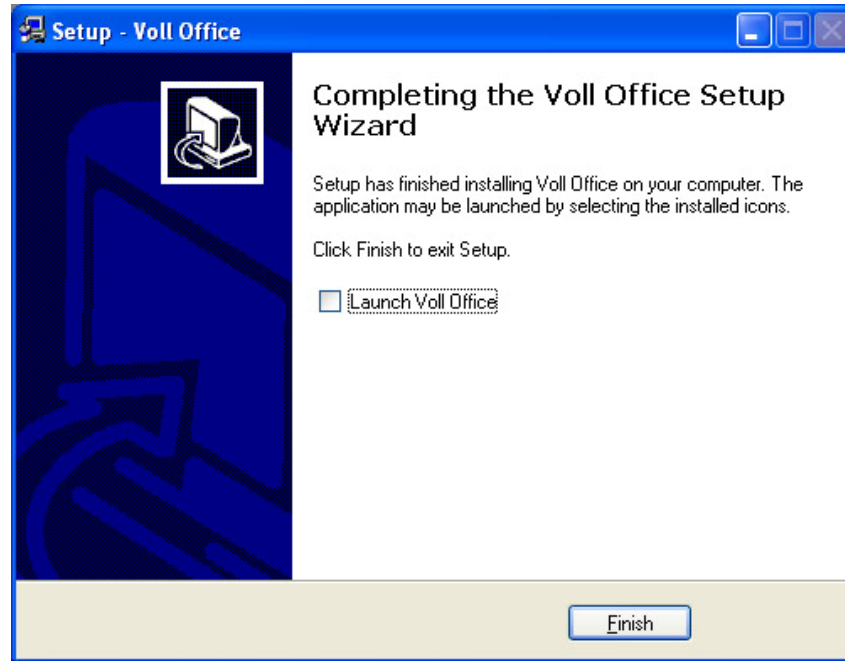 Setup - Voll Office
Completing the Voll Office Setup
Wizard
Setup has finished installing Voll Office on your computer. The
application may be launched by selecting the installed icons.
Click Finish to exit Setup.
Launch Voll Office
Finish